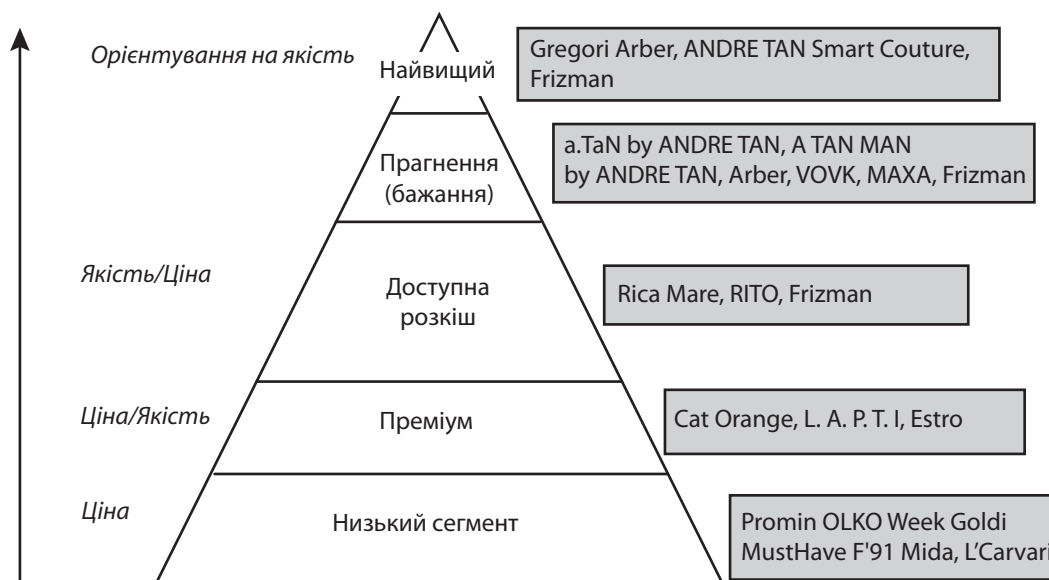 Орієнтування на якість
Найвищий
Gregori Arber, ANDRE TAN Smart Couture,
Frizman
Прагнення
(бажання)
a.TaN by ANDRE TAN, A TAN MAN
by ANDRE TAN, Arber, VOVK, MAXA, Frizman
Якість/Ціна
Доступна
розкіш
Rica Mare, RITO, Frizman
Ціна/Якість
Преміум
Cat Orange, L. A. P. T. I, Estro
Ціна
Низький сегмент
Promin OLKO Week Goldi
MustHave F'91 Mida, L’Carvari